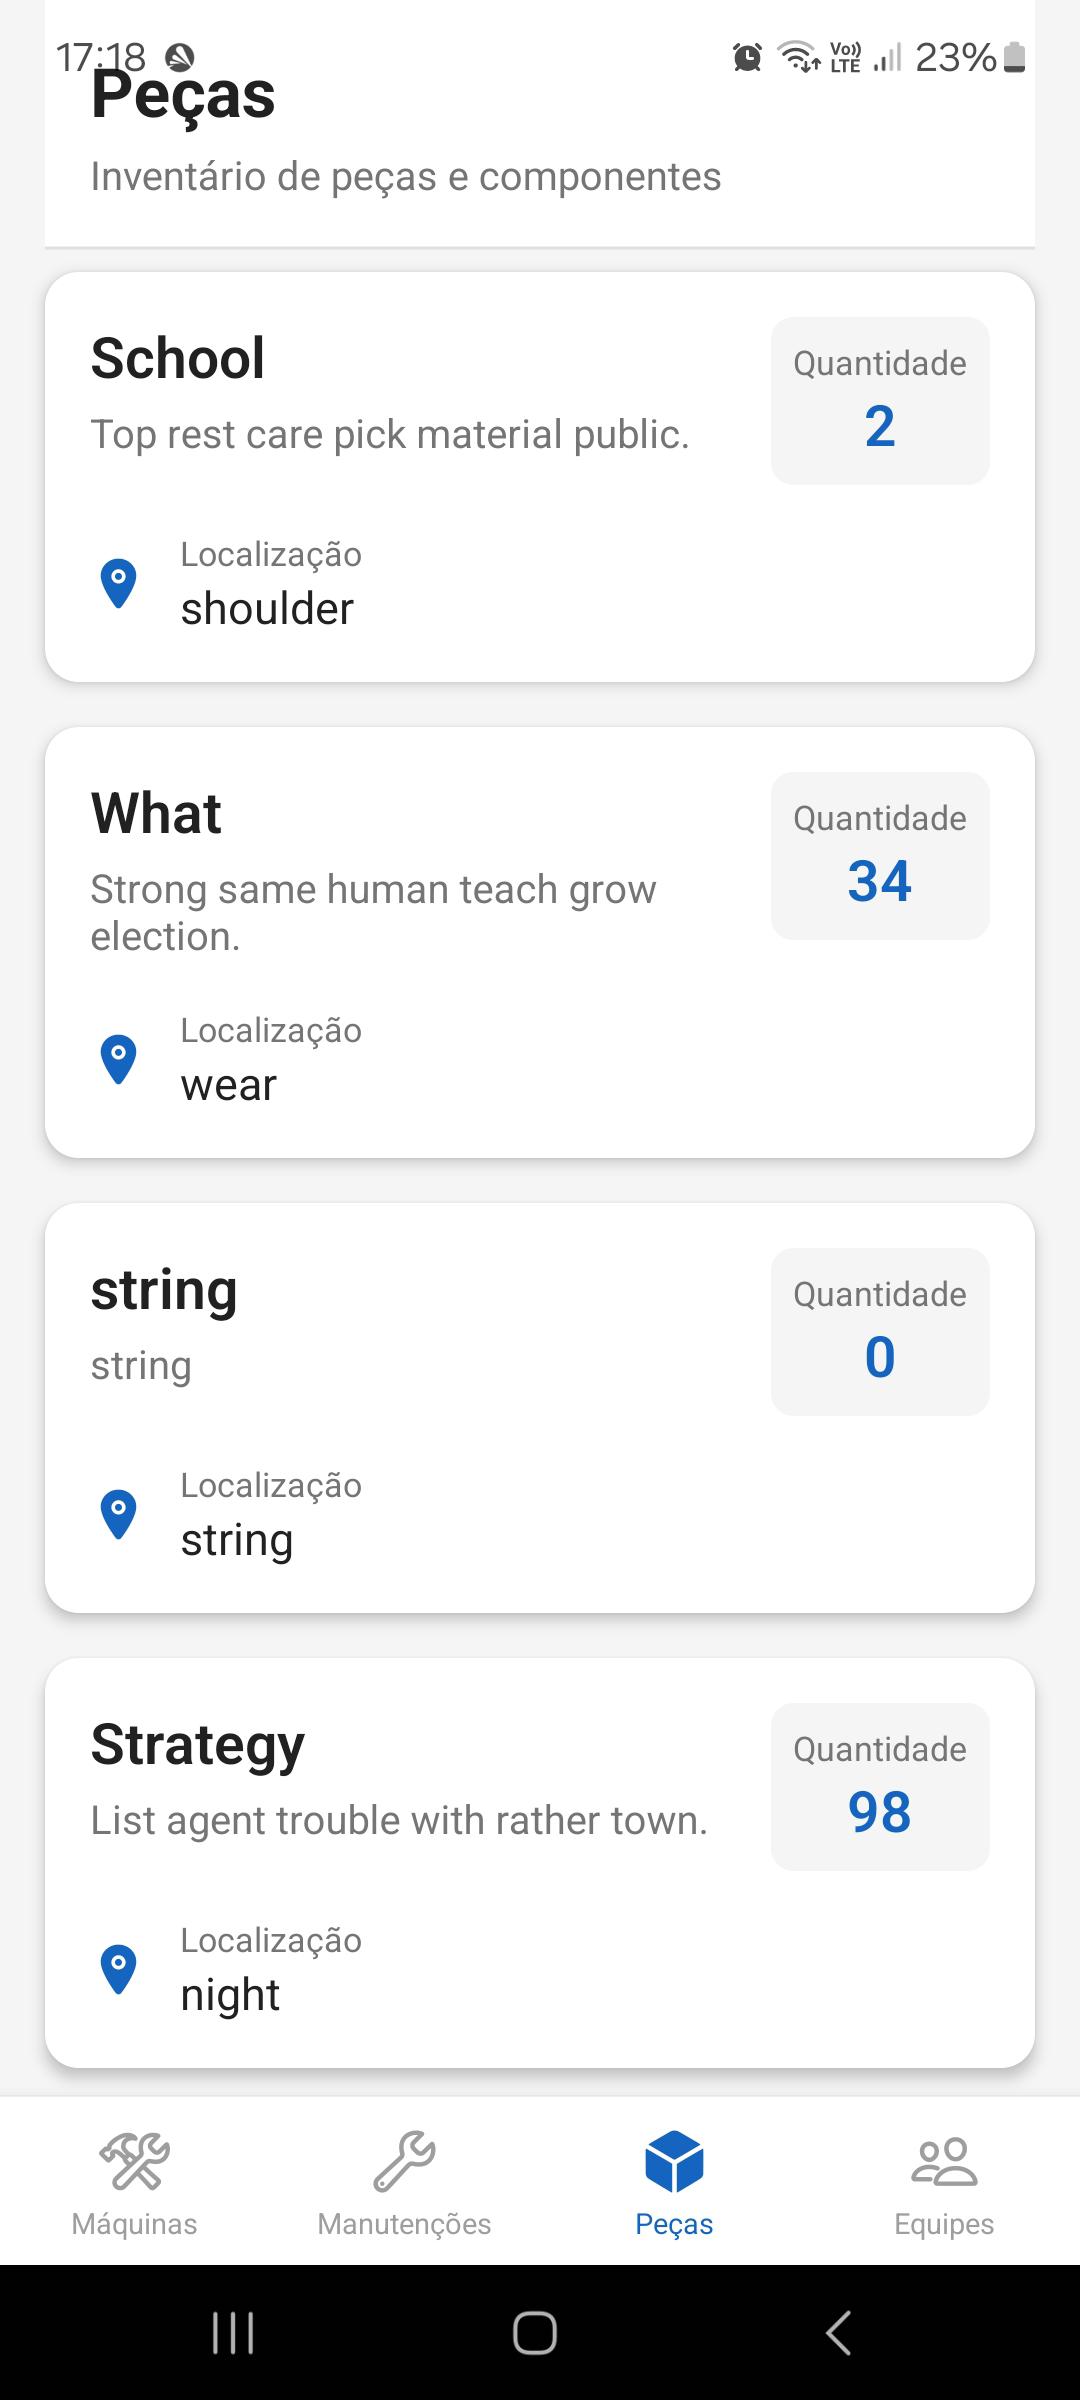 17:18
Vo)) LTE 23%
Peças
Inventário de peças e componentes
School
Top rest care pick material public.
Quantidade
2
Localização
shoulder
What
Strong same human teach grow
election.
Quantidade
34
Localização
wear
string
string
Quantidade
0
Localização
string
Strategy
List agent trouble with rather town.
Quantidade
98
Localização
night
Máquinas
Manutenções
Peças
Equipes